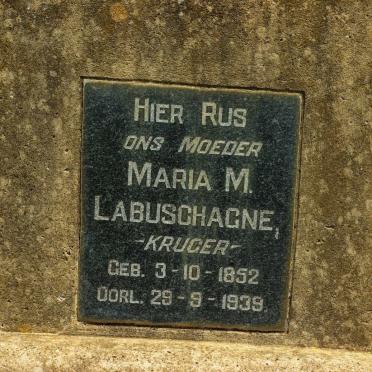 HIER RUS
ONS MOEDER
MARIA M.
LABUSCHAGNE,
-KRUGER-
GEB. 3-10-1852
OORL. 29-9-1939